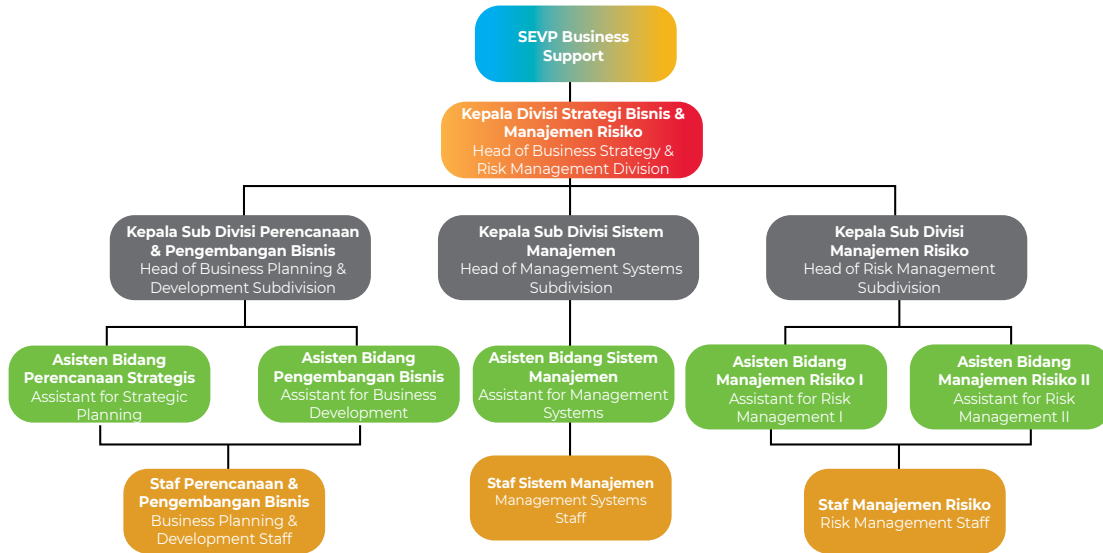 SEVP Business
Support
Kepala Divisi Strategi Bisnis &
Manajemen Risiko
Head of Business Strategy &
Risk Management Division
Kepala Sub Divisi Perencanaan
& Pengembangan Bisnis
Head of Business Planning &
Development Subdivision
Kepala Sub Divisi Sistem
Manajemen
Head of Management Systems
Subdivision
Kepala Sub Divisi
Manajemen Risiko
Head of Risk Management
Subdivision
Asisten Bidang
Perencanaan Strategis
Assistant for Strategic
Planning
Asisten Bidang
Pengembangan Bisnis
Assistant for Business
Development
Asisten Bidang Sistem
Manajemen
Assistant for Management
Systems
Asisten Bidang
Manajemen Risiko I
Assistant for Risk
Management I
Asisten Bidang
Manajemen Risiko II
Assistant for Risk
Management II
Staf Perencanaan &
Pengembangan Bisnis
Business Planning &
Development Staff
Staf Sistem Manajemen
Management Systems
Staff
Staf Manajemen Risiko
Risk Management Staff